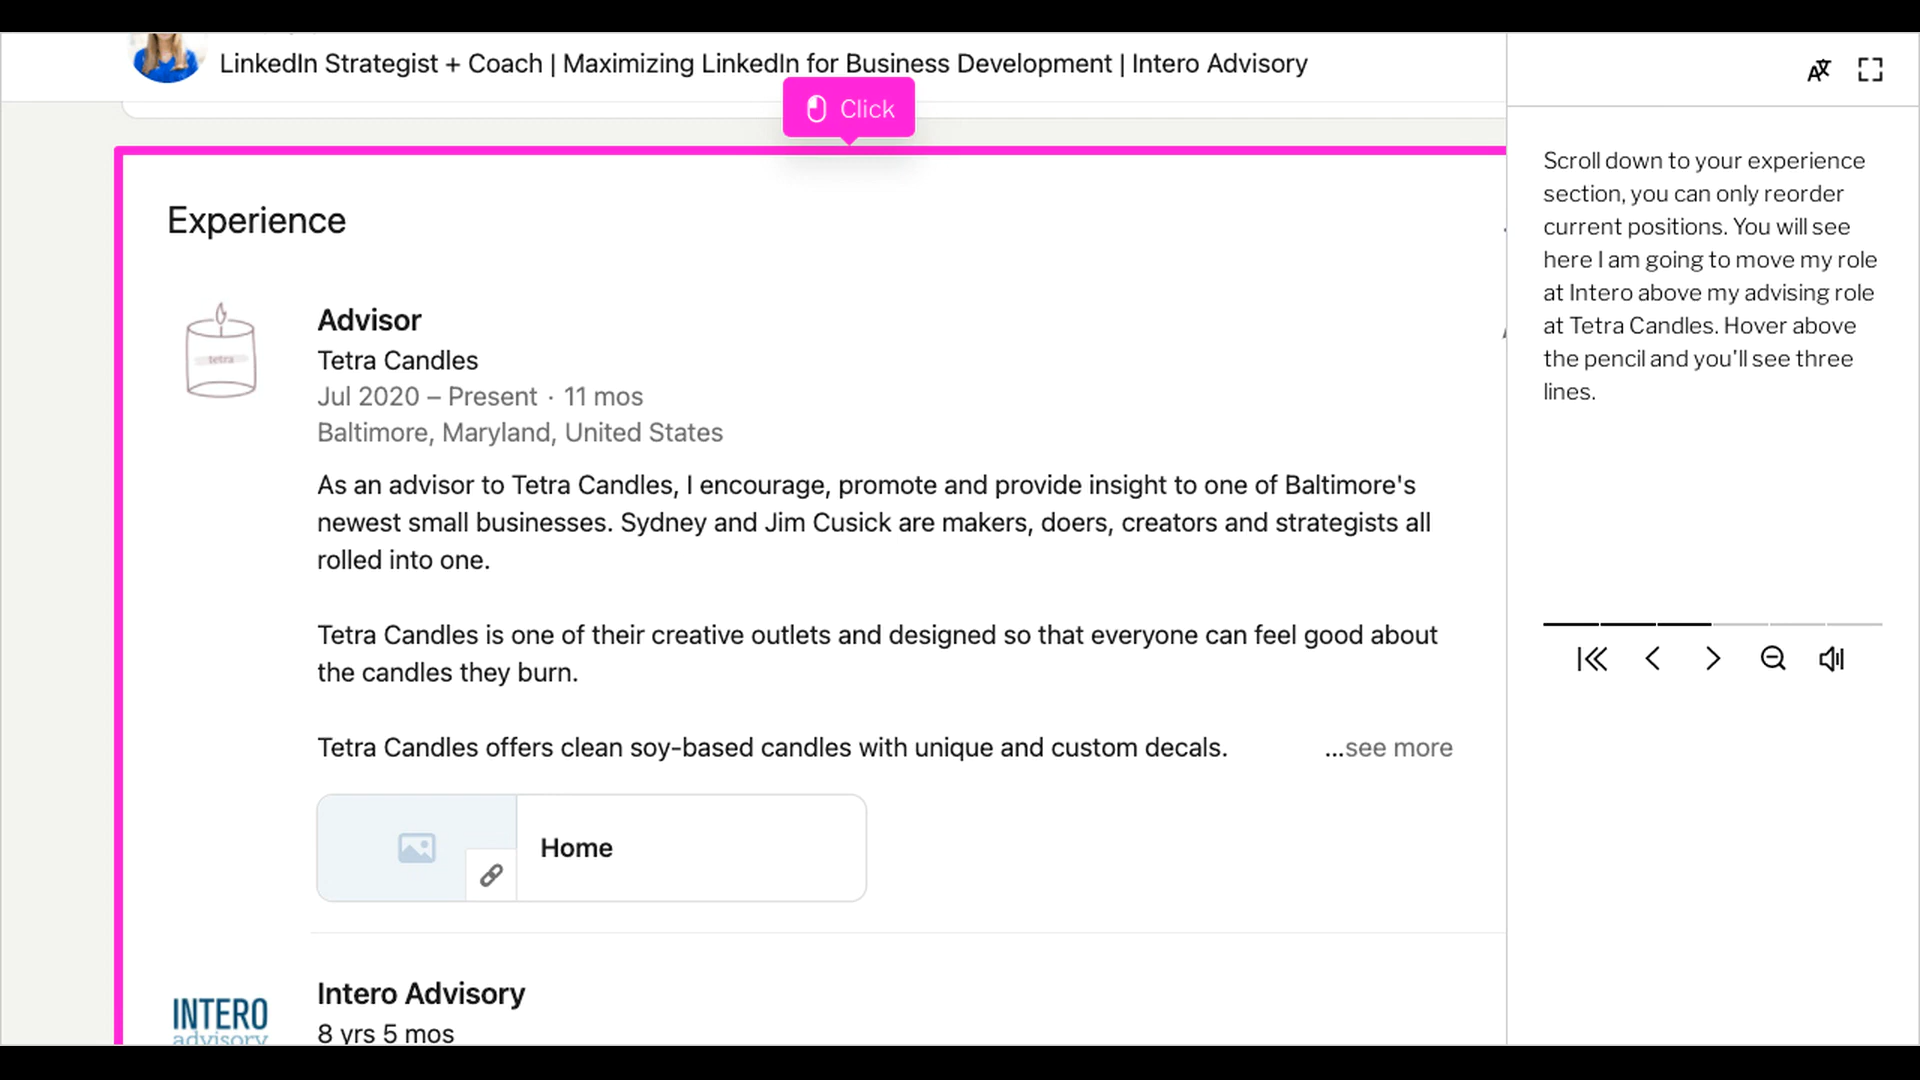 LinkedIn Strategist + Coach | Maximizing LinkedIn for Business Development | Intero Advisory
Click
Experience
tetra
Advisor
Tetra Candles
Jul 2020 – Present · 11 mos
Baltimore, Maryland, United States
As an advisor to Tetra Candles, I encourage, promote and provide insight to one of Baltimore's
newest small businesses. Sydney and Jim Cusick are makers, doers, creators and strategists all
rolled into one.
Tetra Candles is one of their creative outlets and designed so that everyone can feel good about
the candles they burn.
Tetra Candles offers clean soy-based candles with unique and custom decals.
...see more
Home
INTERO
advisory
Intero Advisory
8 yrs 5 mos
Scroll down to your experience
section, you can only reorder
current positions. You will see
here I am going to move my role
at Intero above my advising role
at Tetra Candles. Hover above
the pencil and you'll see three
lines.